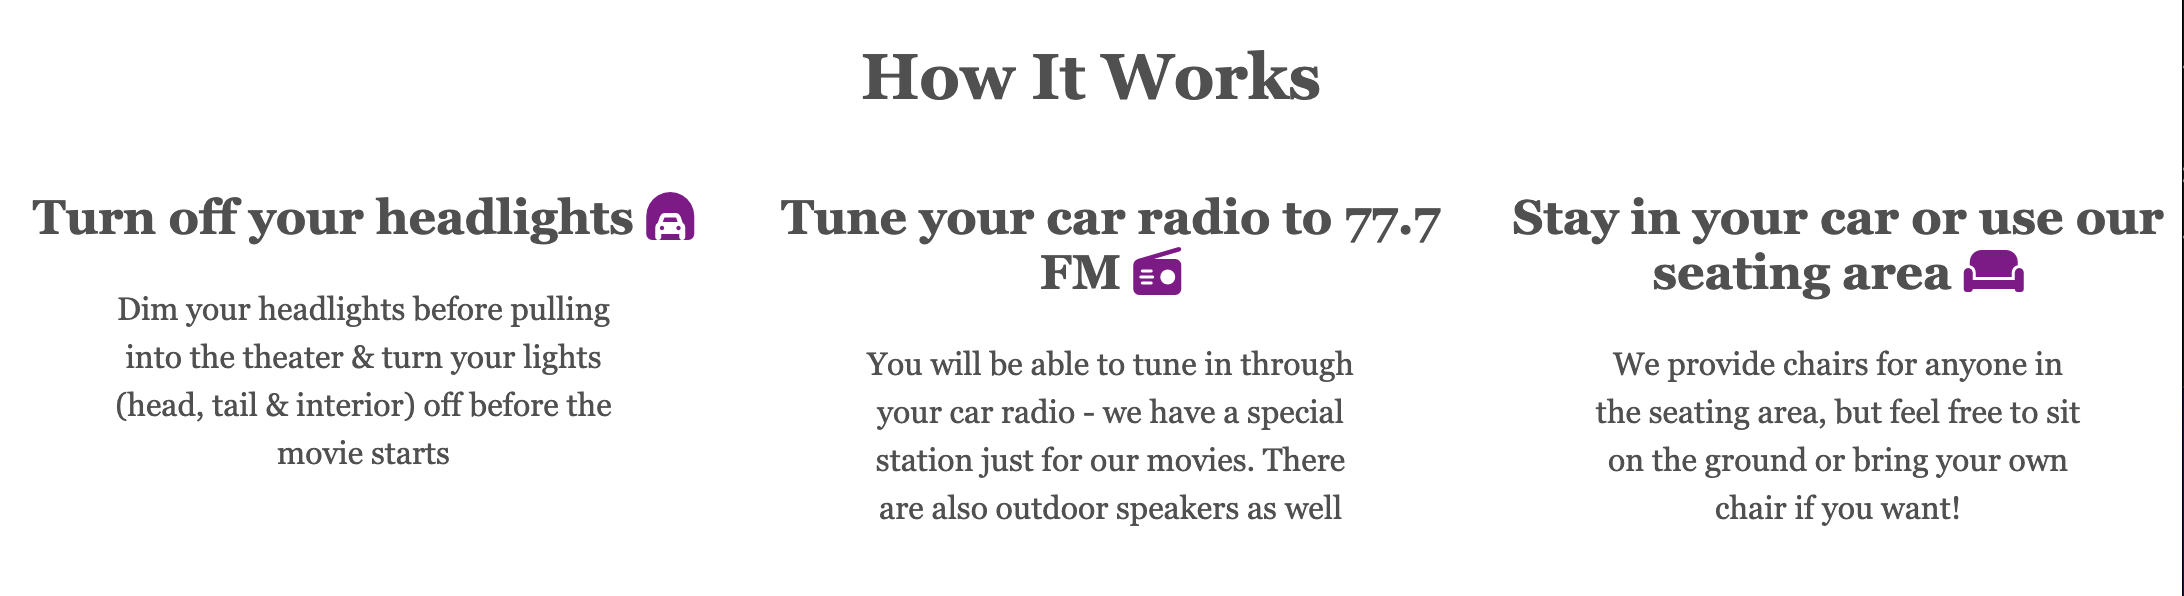 How It Works
Turn off your headlights
Dim your headlights before pulling
into the theater & turn your lights
(head, tail & interior) off before the
movie starts
Tune your car radio to 77.7
FM
You will be able to tune in through
your car radio - we have a special
station just for our movies. There
are also outdoor speakers as well
Stay in your car or use our
seating area
We provide chairs for anyone in
the seating area, but feel free to sit
on the ground or bring your own
chair if you want!